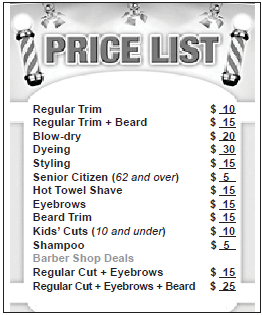 PRICE LIST
Regular Trim $ 10
Regular Trim + Beard $ 15
Blow-dry $ 20
Dyeing $ 30
Styling $ 15
Senior Citizen (62 and over) $ 5
Hot Towel Shave $ 15
Eyebrows $ 15
Beard Trim $ 15
Kids' Cuts (10 and under) $ 10
Shampoo $ 5
Barber Shop Deals
Regular Cut + Eyebrows $ 15
Regular Cut + Eyebrows + Beard $ 25